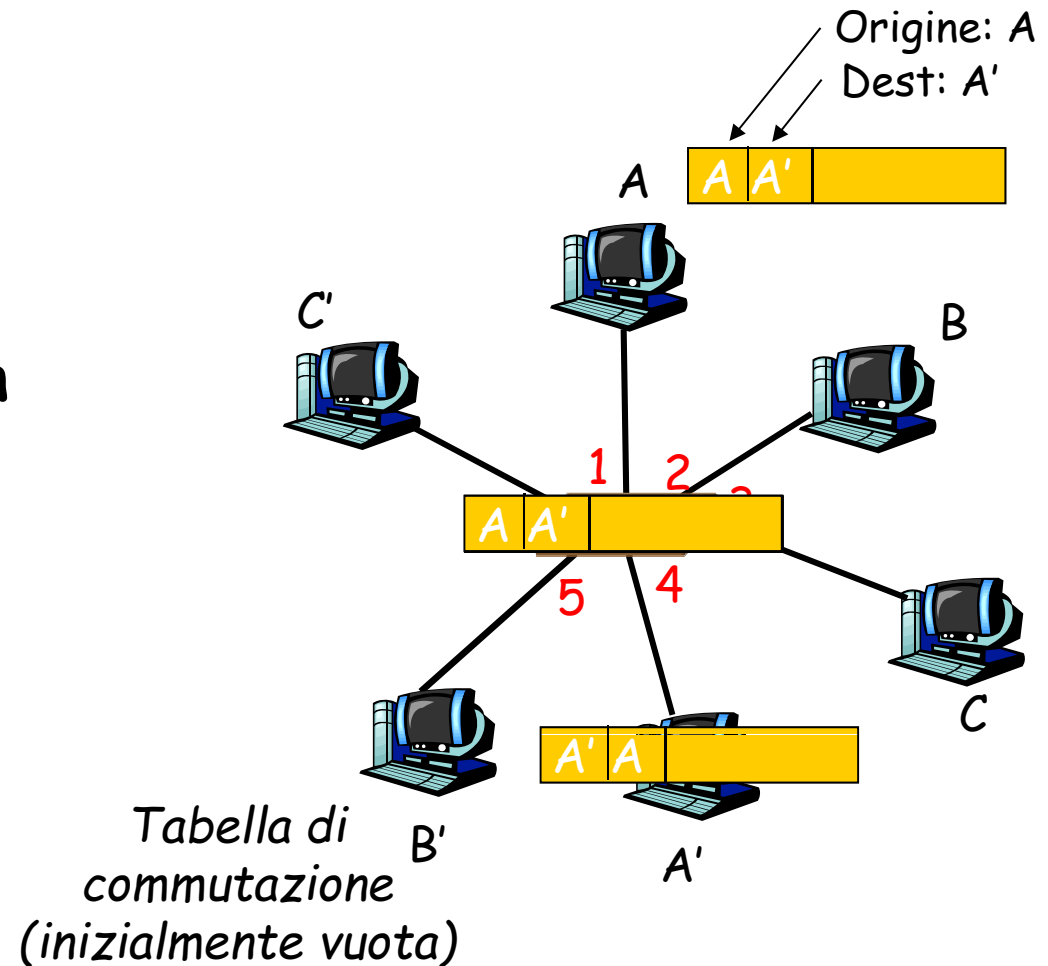 Origine: A
Dest: A'
A
A A'
C'
B
1 2
A A'
5 4
C
A' A
Tabella di
commutazione
(inizialmente vuota)
B'
A'